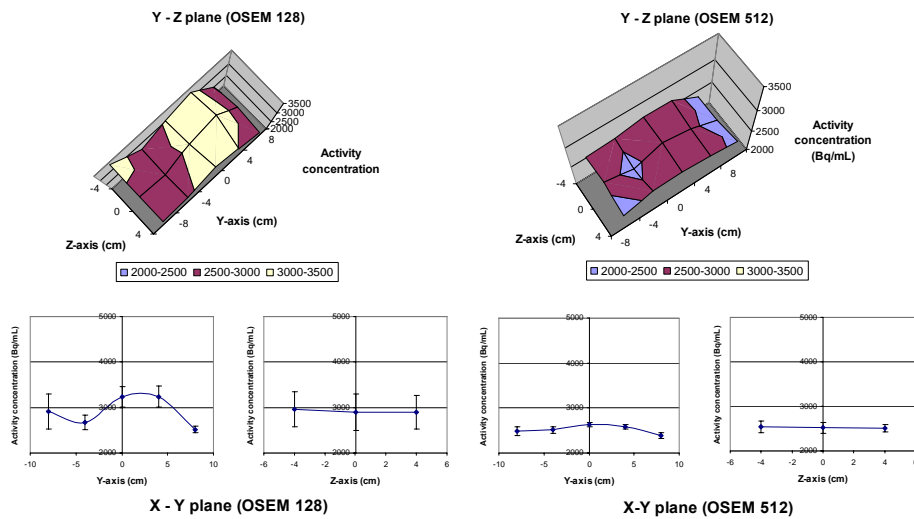 Y - Z plane (OSEM 128)
3500
3000
2500
2000
8
4
0
-4
-8
-4
0
4
Activity
concentration
Y-axis (cm)
Z-axis (cm)
2000-2500 2500-3000 3000-3500
Y - Z plane (OSEM 512)
3500
3000
2500
2000
8
4
0
-4
-8
-4
0
4
Activity
concentration
(Bq/mL)
Y-axis (cm)
Z-axis (cm)
2000-2500 2500-3000 3000-3500
Activity concentration (Bq/mL)
5000
4000
3000
2000
-10 -5 0 5 10
Y-axis (cm)
Activity concentration (Bq/mL)
5000
4000
3000
2000
-6 -4 -2 0 2 4 6
Z-axis (cm)
X - Y plane (OSEM 128)
Activity concentration (Bq/mL)
5000
4000
3000
2000
-10 -5 0 5 10
Y-axis (cm)
Activity concentration (Bq/mL)
5000
4000
3000
2000
-6 -4 -2 0 2 4 6
Z-axis (cm)
X-Y plane (OSEM 512)